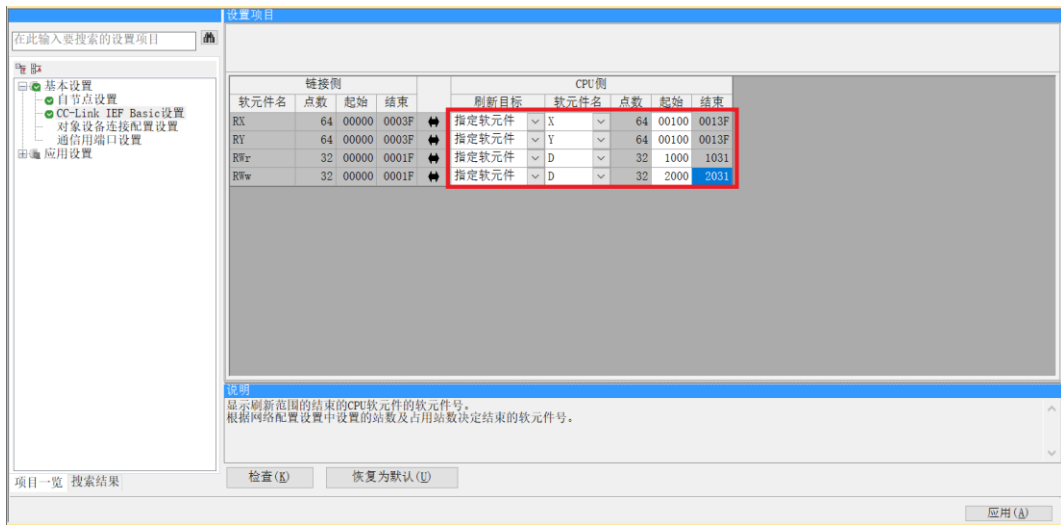 设置项目
在此输入要搜索的设置项目
基本设置
自节点设置
CC-Link IEF Basic设置
对象设备连接配置设置
通信用端口设置
应用设置
链接侧 CPU侧
软元件名 点数 起始 结束 刷新目标 软元件名 点数 起始 结束
RX 64 00000 0003F 指定软元件 X 64 00100 0013F
RY 64 00000 0003F 指定软元件 Y 64 00100 0013F
RWr 32 00000 0001F 指定软元件 D 32 1000 1031
RWw 32 00000 0001F 指定软元件 D 32 2000 2031
说明
显示刷新范围的结束的CPU软元件的软元件号。
根据网络配置设置中设置的站数及占用站数决定结束的软元件号。
检查(K) 恢复为默认(U)
项目一览 搜索结果
应用(A)